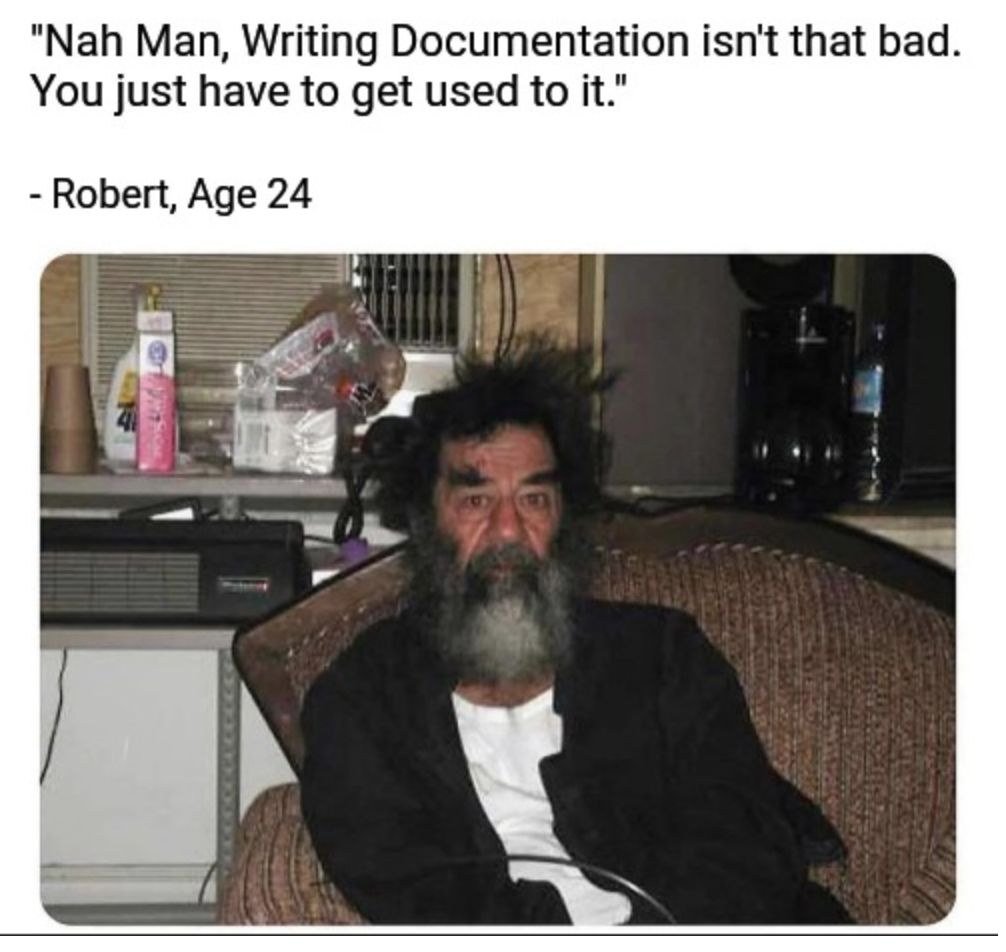 "Nah Man, Writing Documentation isn't that bad.
You just have to get used to it."
- Robert, Age 24